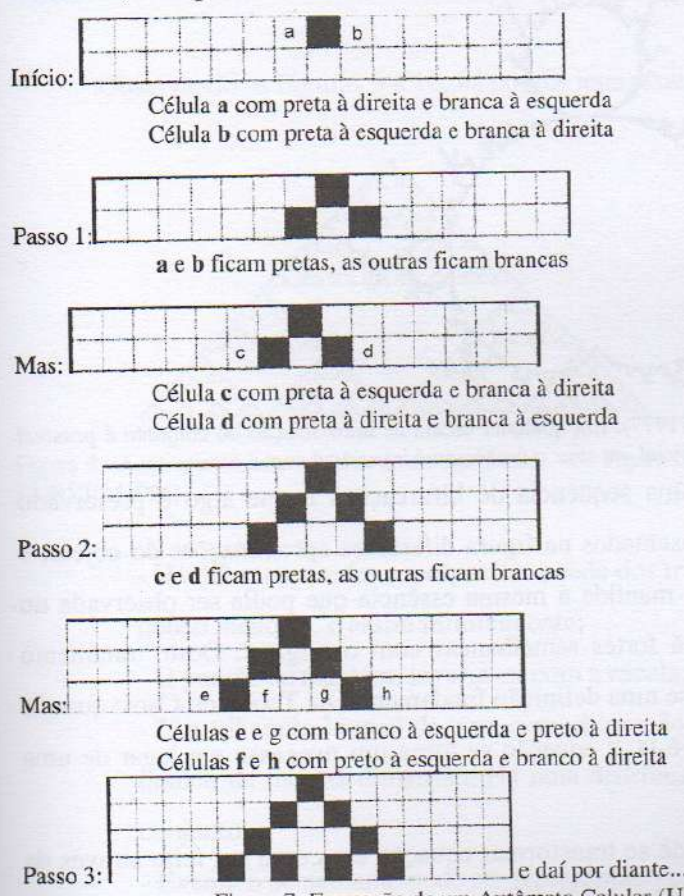 a b
Início:
Célula a com preta à direita e branca à esquerda
Célula b com preta à esquerda e branca à direita
Passo 1:
a e b ficam pretas, as outras ficam brancas
Mas: c d
Célula c com preta à esquerda e branca à direita
Célula d com preta à direita e branca à esquerda
Passo 2:
c e d ficam pretas, as outras ficam brancas
Mas: e f g h
Células e e g com branco à esquerda e preto à direita
Células f e h com preto à esquerda e branco à direita
Passo 3: e daí por diante...